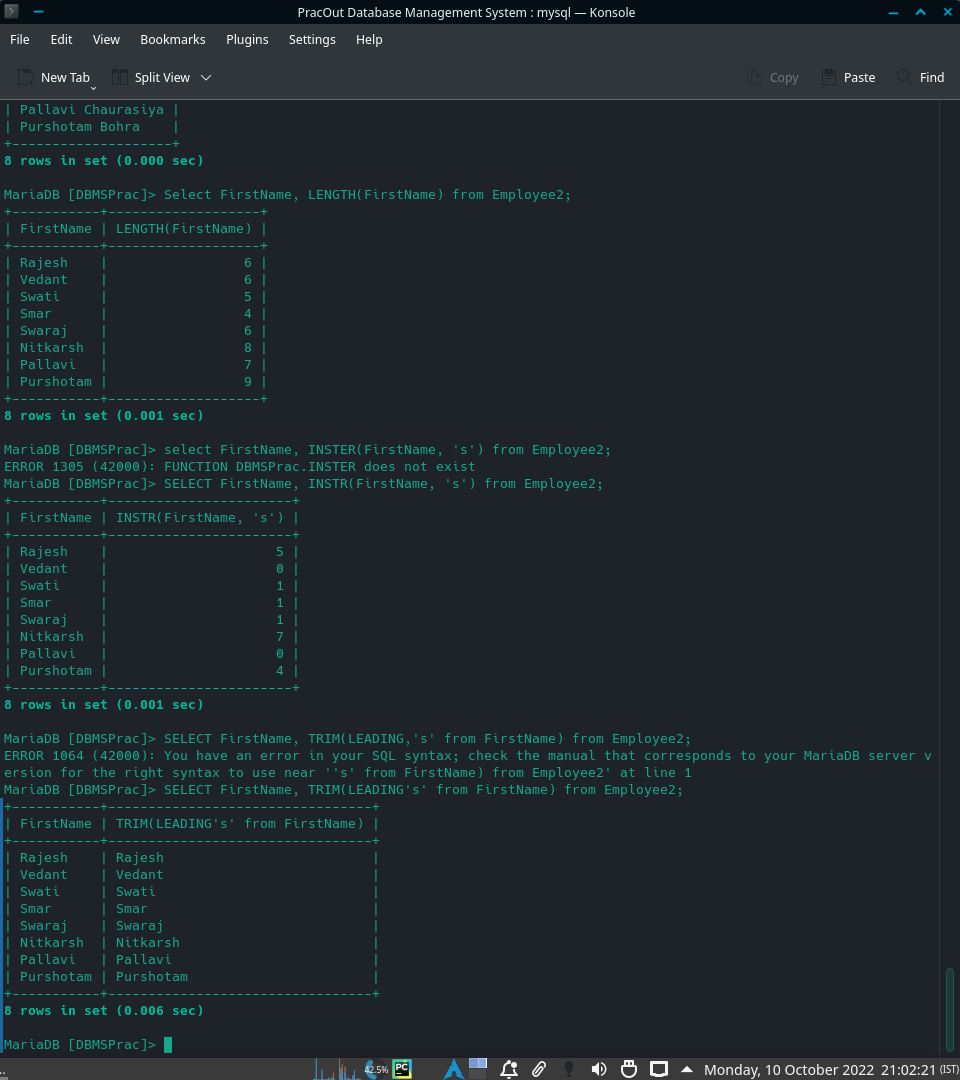 PracOut Database Management System : mysql — Konsole
File Edit View Bookmarks Plugins Settings Help
New Tab Split View Copy Paste Find
| Pallavi Chaurasiya |
| Purshotam Bohra    |
+--------------------+
8 rows in set (0.000 sec)
MariaDB [DBMSPrac]> Select FirstName, LENGTH(FirstName) from Employee2;
+-----------+-------------------+
| FirstName | LENGTH(FirstName) |
+-----------+-------------------+
| Rajesh    |                 6 |
| Vedant    |                 6 |
| Swati     |                 5 |
| Smar      |                 4 |
| Swaraj    |                 6 |
| Nitkarsh  |                 8 |
| Pallavi   |                 7 |
| Purshotam |                 9 |
+-----------+-------------------+
8 rows in set (0.001 sec)
MariaDB [DBMSPrac]> select FirstName, INSTER(FirstName, 's') from Employee2;
ERROR 1305 (42000): FUNCTION DBMSPrac.INSTER does not exist
MariaDB [DBMSPrac]> SELECT FirstName, INSTR(FirstName, 's') from Employee2;
+-----------+-----------------------+
| FirstName | INSTR(FirstName, 's') |
+-----------+-----------------------+
| Rajesh    |                     5 |
| Vedant    |                     0 |
| Swati     |                     1 |
| Smar      |                     1 |
| Swaraj    |                     1 |
| Nitkarsh  |                     7 |
| Pallavi   |                     0 |
| Purshotam |                     4 |
+-----------+-----------------------+
8 rows in set (0.001 sec)
MariaDB [DBMSPrac]> SELECT FirstName, TRIM(LEADING,'s' from FirstName) from Employee2;
ERROR 1064 (42000): You have an error in your SQL syntax; check the manual that corresponds to your MariaDB server v
ersion for the right syntax to use near ''s' from FirstName) from Employee2' at line 1
MariaDB [DBMSPrac]> SELECT FirstName, TRIM(LEADING's' from FirstName) from Employee2;
+-----------+---------------------------------+
| FirstName | TRIM(LEADING's' from FirstName) |
+-----------+---------------------------------+
| Rajesh    | Rajesh                          |
| Vedant    | Vedant                          |
| Swati     | Swati                           |
| Smar      | Smar                            |
| Swaraj    | Swaraj                          |
| Nitkarsh  | Nitkarsh                        |
| Pallavi   | Pallavi                         |
| Purshotam | Purshotam                       |
+-----------+---------------------------------+
8 rows in set (0.006 sec)
MariaDB [DBMSPrac]>
.. 42.5% PC Monday, 10 October 2022 21:02:21 (IST)